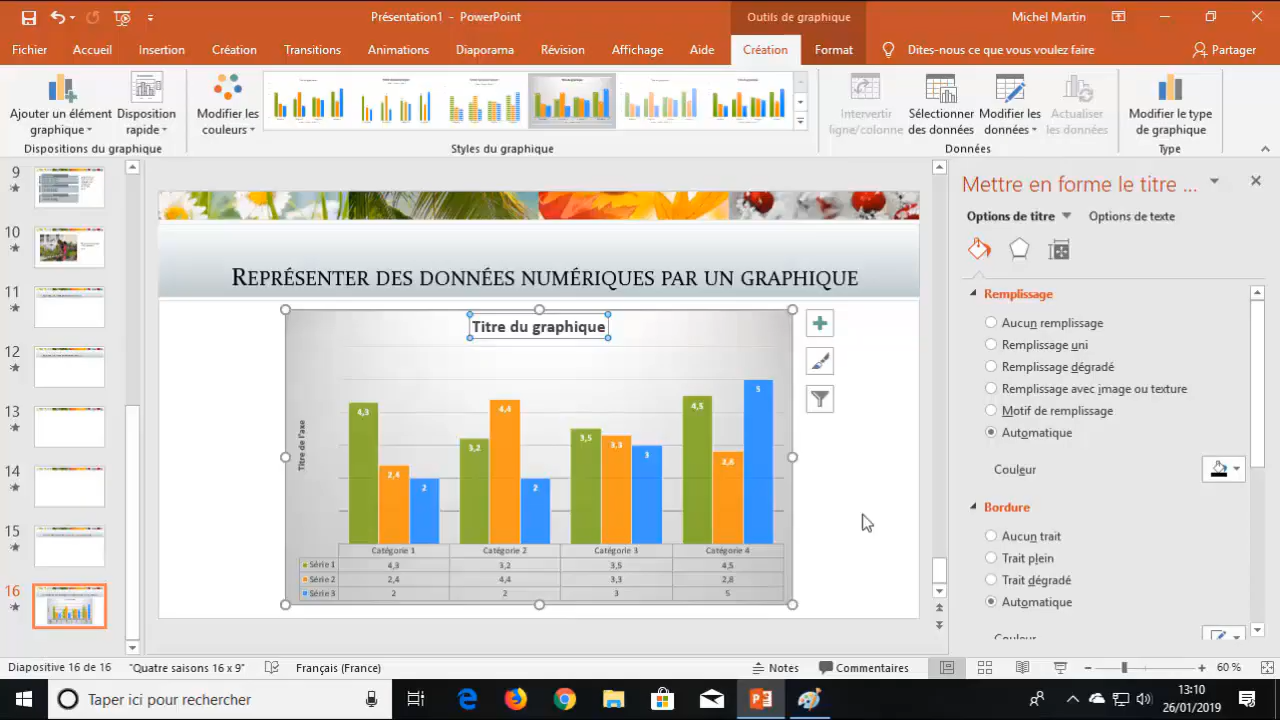 Présentation1 - PowerPoint
Outils de graphique
Michel Martin
Fichier Accueil Insertion Création Transitions Animations Diaporama Révision Affichage Aide Création Format Dites-nous ce que vous voulez faire Partager
Ajouter un élément graphique
Disposition rapide
Modifier les couleurs
Intervertir ligne/colonne
Sélectionner des données
Modifier les données
Actualiser les données
Modifier le type de graphique
Dispositions du graphique
Styles du graphique
Données
Type
9
10
11
12
13
14
15
16
REPRÉSENTER DES DONNÉES NUMÉRIQUES PAR UN GRAPHIQUE
Titre du graphique
Titre de l'axe
4,3 2,4 2
3,2 4,4 2
3,5 3,3 3
4,5 2,8 5
Catégorie 1 Catégorie 2 Catégorie 3 Catégorie 4
Série 1 4,3 3,2 3,5 4,5
Série 2 2,4 4,4 3,3 2,8
Série 3 2 2 3 5
Mettre en forme le titre ...
Options de titre Options de texte
Remplissage
Aucun remplissage
Remplissage uni
Remplissage dégradé
Remplissage avec image ou texture
Motif de remplissage
Automatique
Couleur
Bordure
Aucun trait
Trait plein
Trait dégradé
Automatique
Couleur
Diapositive 16 de 16 "Quatre saisons 16 x 9" Français (France) Notes Commentaires 60 %
Taper ici pour rechercher
13:10
26/01/2019